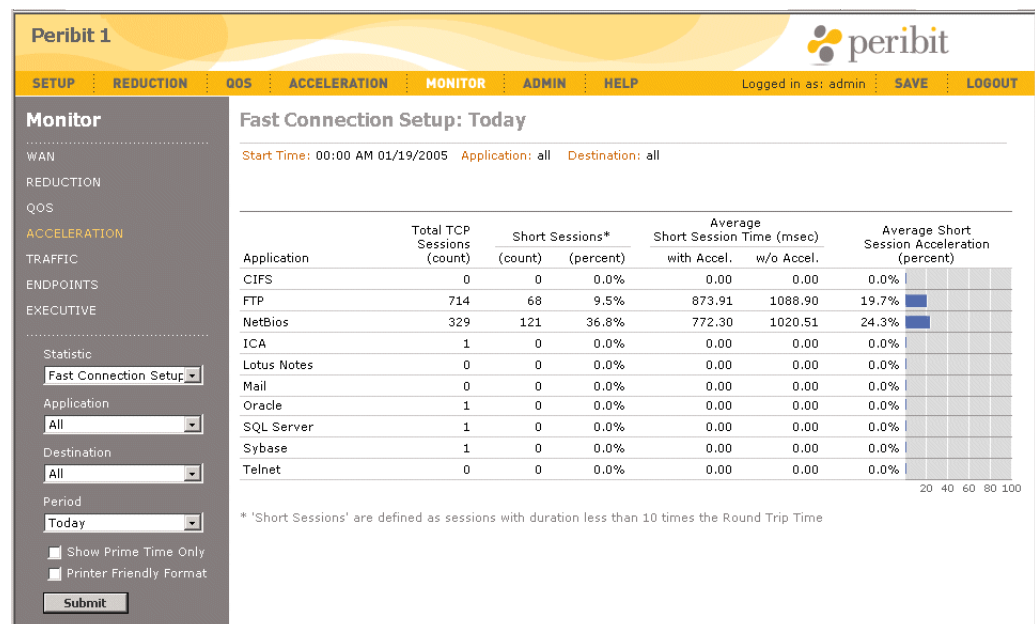 Peribit 1
peribit
SETUP REDUCTION QOS ACCELERATION MONITOR ADMIN HELP Logged in as: admin SAVE LOGOUT
Monitor
WAN
REDUCTION
QOS
ACCELERATION
TRAFFIC
ENDPOINTS
EXECUTIVE
Statistic
Fast Connection Setup
Application
All
Destination
All
Period
Today
Show Prime Time Only
Printer Friendly Format
Submit
Fast Connection Setup: Today
Start Time: 00:00 AM 01/19/2005 Application: all Destination: all
Application Total TCP Sessions (count) Short Sessions* (count) (percent) Average Short Session Time (msec) with Accel. w/o Accel. Average Short Session Acceleration (percent)
CIFS 0 0 0.0% 0.00 0.00 0.0%
FTP 714 68 9.5% 873.91 1088.90 19.7%
NetBios 329 121 36.8% 772.30 1020.51 24.3%
ICA 1 0 0.0% 0.00 0.00 0.0%
Lotus Notes 0 0 0.0% 0.00 0.00 0.0%
Mail 0 0 0.0% 0.00 0.00 0.0%
Oracle 1 0 0.0% 0.00 0.00 0.0%
SQL Server 1 0 0.0% 0.00 0.00 0.0%
Sybase 1 0 0.0% 0.00 0.00 0.0%
Telnet 0 0 0.0% 0.00 0.00 0.0%
20 40 60 80 100
* 'Short Sessions' are defined as sessions with duration less than 10 times the Round Trip Time